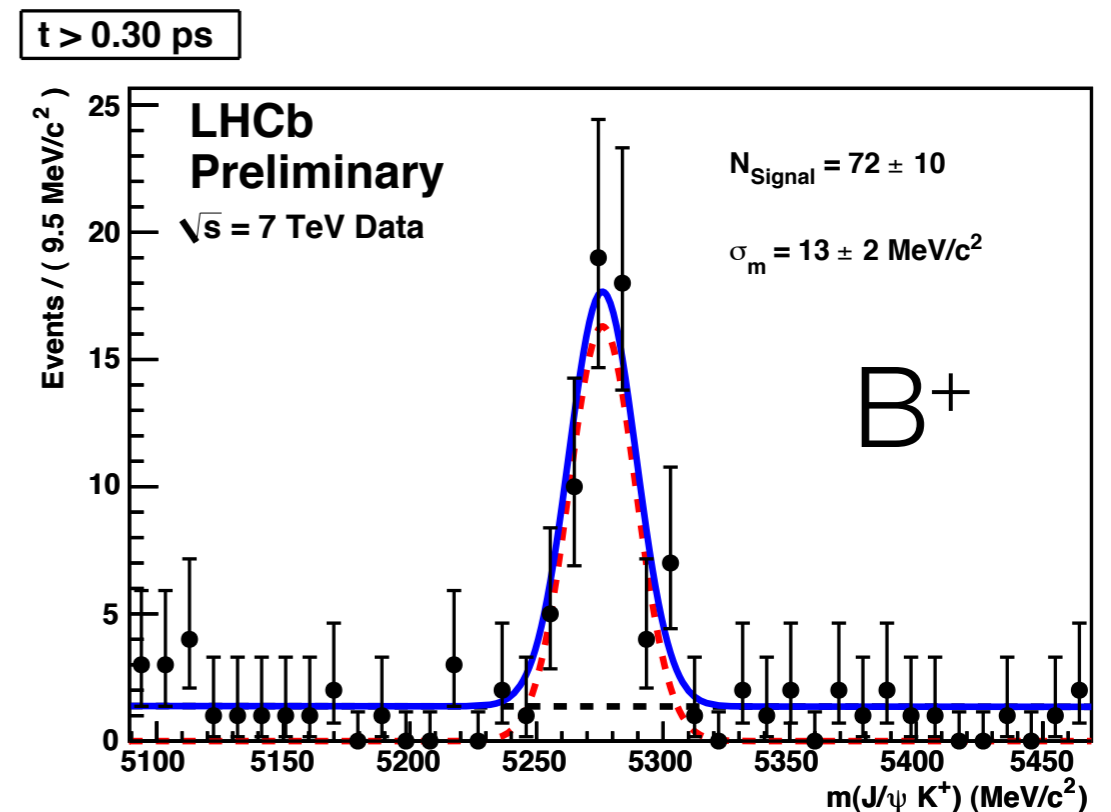 t > 0.30 ps
LHCb
Preliminary
√s = 7 TeV Data
N_Signal = 72 ± 10
σ_m = 13 ± 2 MeV/c²
B⁺
Events / ( 9.5 MeV/c² )
25
20
15
10
5
0
5100 5150 5200 5250 5300 5350 5400 5450
m(J/ψ K⁺) (MeV/c²)